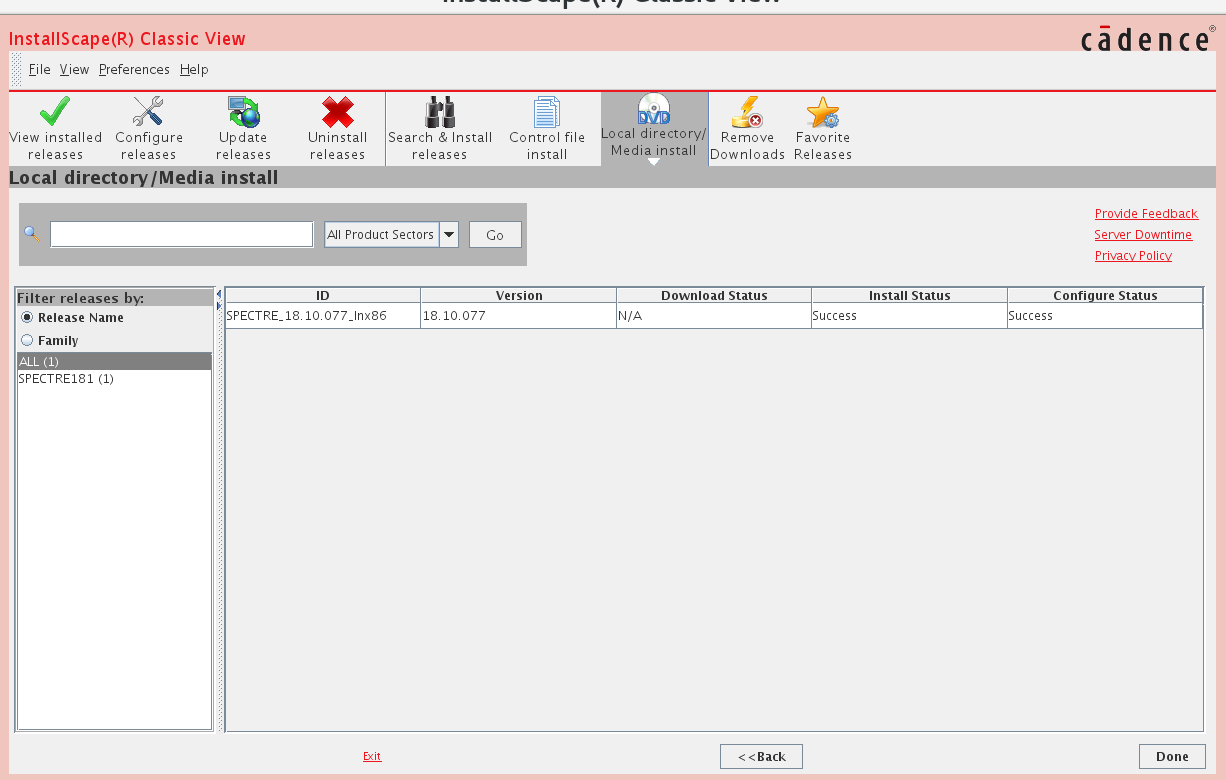 InstallScape(R) Classic View
InstallScape(R) Classic View
cādence®
File View Preferences Help
View installed releases
Configure releases
Update releases
Uninstall releases
Search & Install releases
Control file install
DVD
Local directory/ Media install
Remove Downloads
Favorite Releases
Local directory/Media install
All Product Sectors
Go
Provide Feedback
Server Downtime
Privacy Policy
Filter releases by:
Release Name
Family
ALL (1)
SPECTRE181 (1)
ID Version Download Status Install Status Configure Status
SPECTRE_18.10.077_lnx86 18.10.077 N/A Success Success
Exit
<<Back
Done